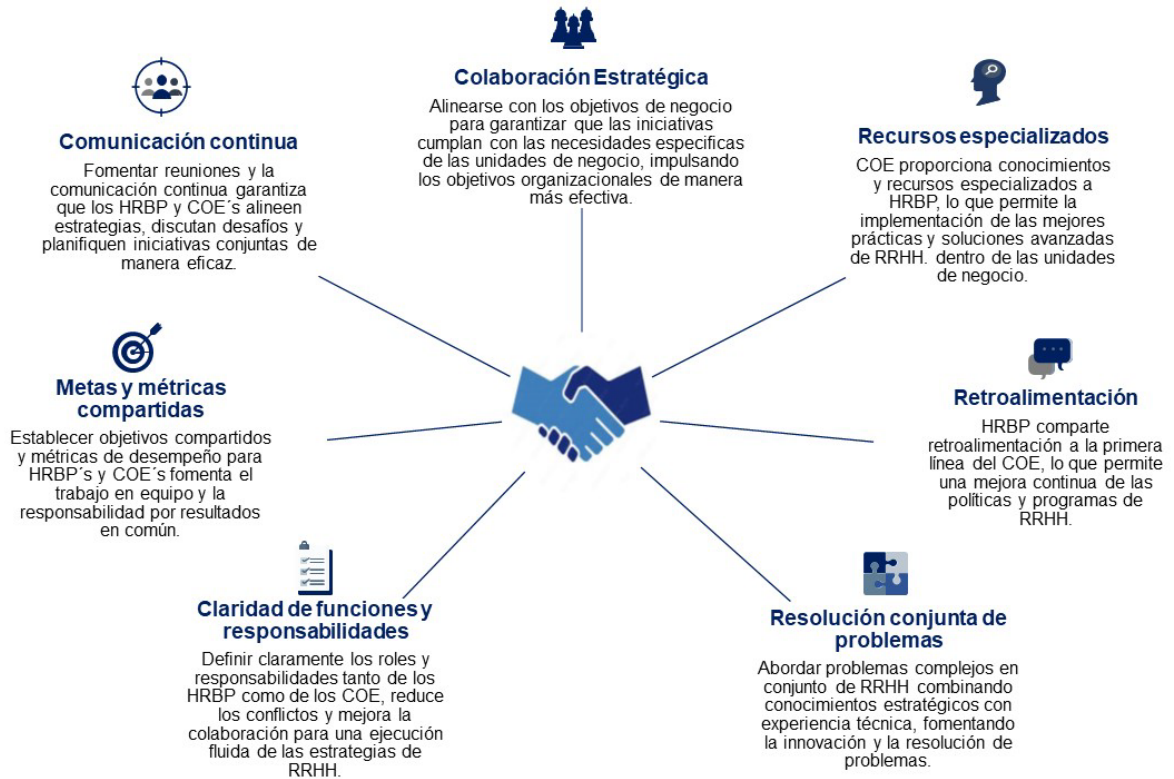 Colaboración Estratégica
Alinearse con los objetivos de negocio
para garantizar que las iniciativas
cumplan con las necesidades especificas
de las unidades de negocio, impulsando
los objetivos organizacionales de manera
más efectiva.
Comunicación continua
Fomentar reuniones y la
comunicación continua garantiza
que los HRBP y COE´s alineen
estrategias, discutan desafíos y
planifiquen iniciativas conjuntas de
manera eficaz.
Recursos especializados
COE proporciona conocimientos
y recursos especializados a
HRBP, lo que permite la
implementación de las mejores
prácticas y soluciones avanzadas
de RRHH. dentro de las unidades
de negocio.
Metas y métricas
compartidas
Establecer objetivos compartidos
y métricas de desempeño para
HRBP´s y COE´s fomenta el
trabajo en equipo y la
responsabilidad por resultados
en común.
Retroalimentación
HRBP comparte
retroalimentación a la primera
línea del COE, lo que permite
una mejora continua de las
políticas y programas de
RRHH.
Claridad de funciones y
responsabilidades
Definir claramente los roles y
responsabilidades tanto de los
HRBP como de los COE, reduce
los conflictos y mejora la
colaboración para una ejecución
fluida de las estrategias de
RRHH.
Resolución conjunta de
problemas
Abordar problemas complejos en
conjunto de RRHH combinando
conocimientos estratégicos con
experiencia técnica, fomentando
la innovación y la resolución de
problemas.